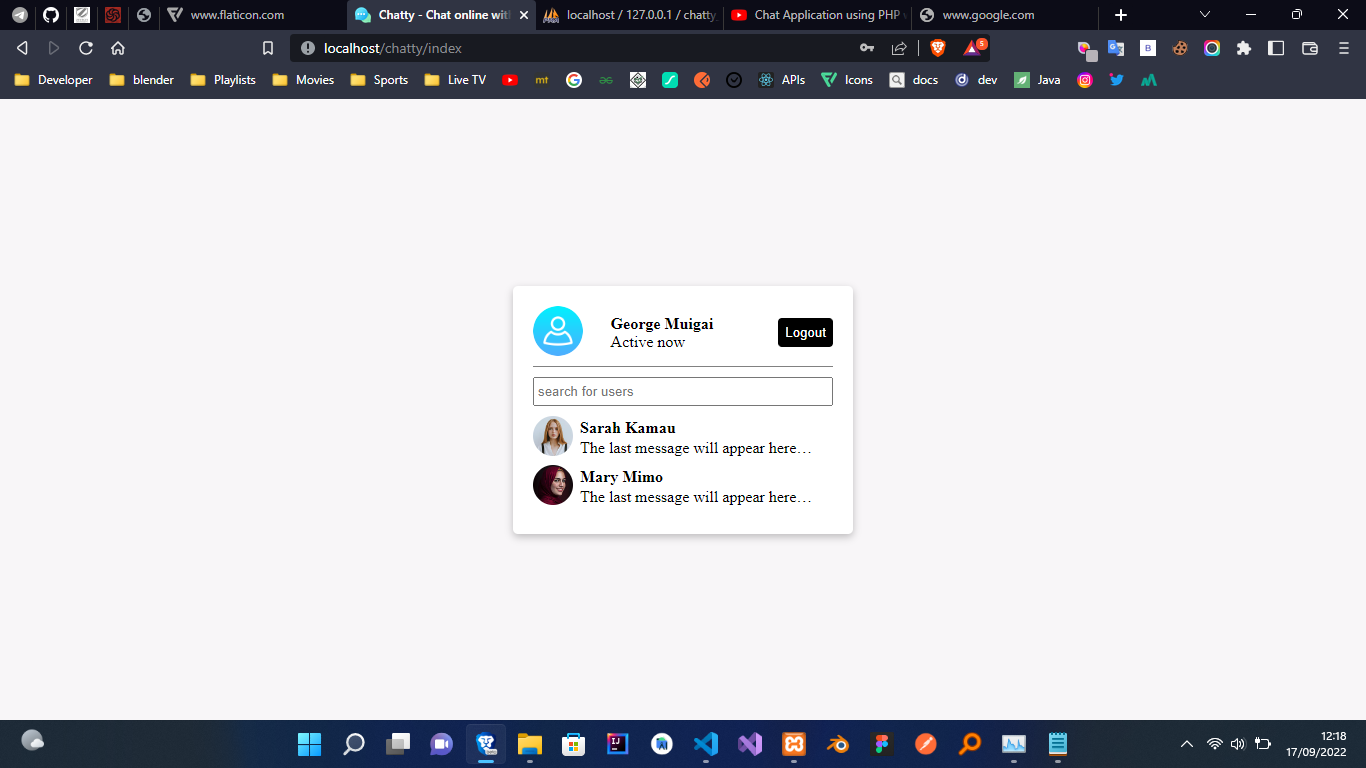 www.flaticon.com
Chatty - Chat online with
localhost / 127.0.0.1 / chatty
Chat Application using PHP
www.google.com
localhost/chatty/index
5
Developer
blender
Playlists
Movies
Sports
Live TV
mt
APIs
Icons
docs
dev
Java
George Muigai
Active now
Logout
search for users
Sarah Kamau
The last message will appear here…
Mary Mimo
The last message will appear here…
12:18
17/09/2022